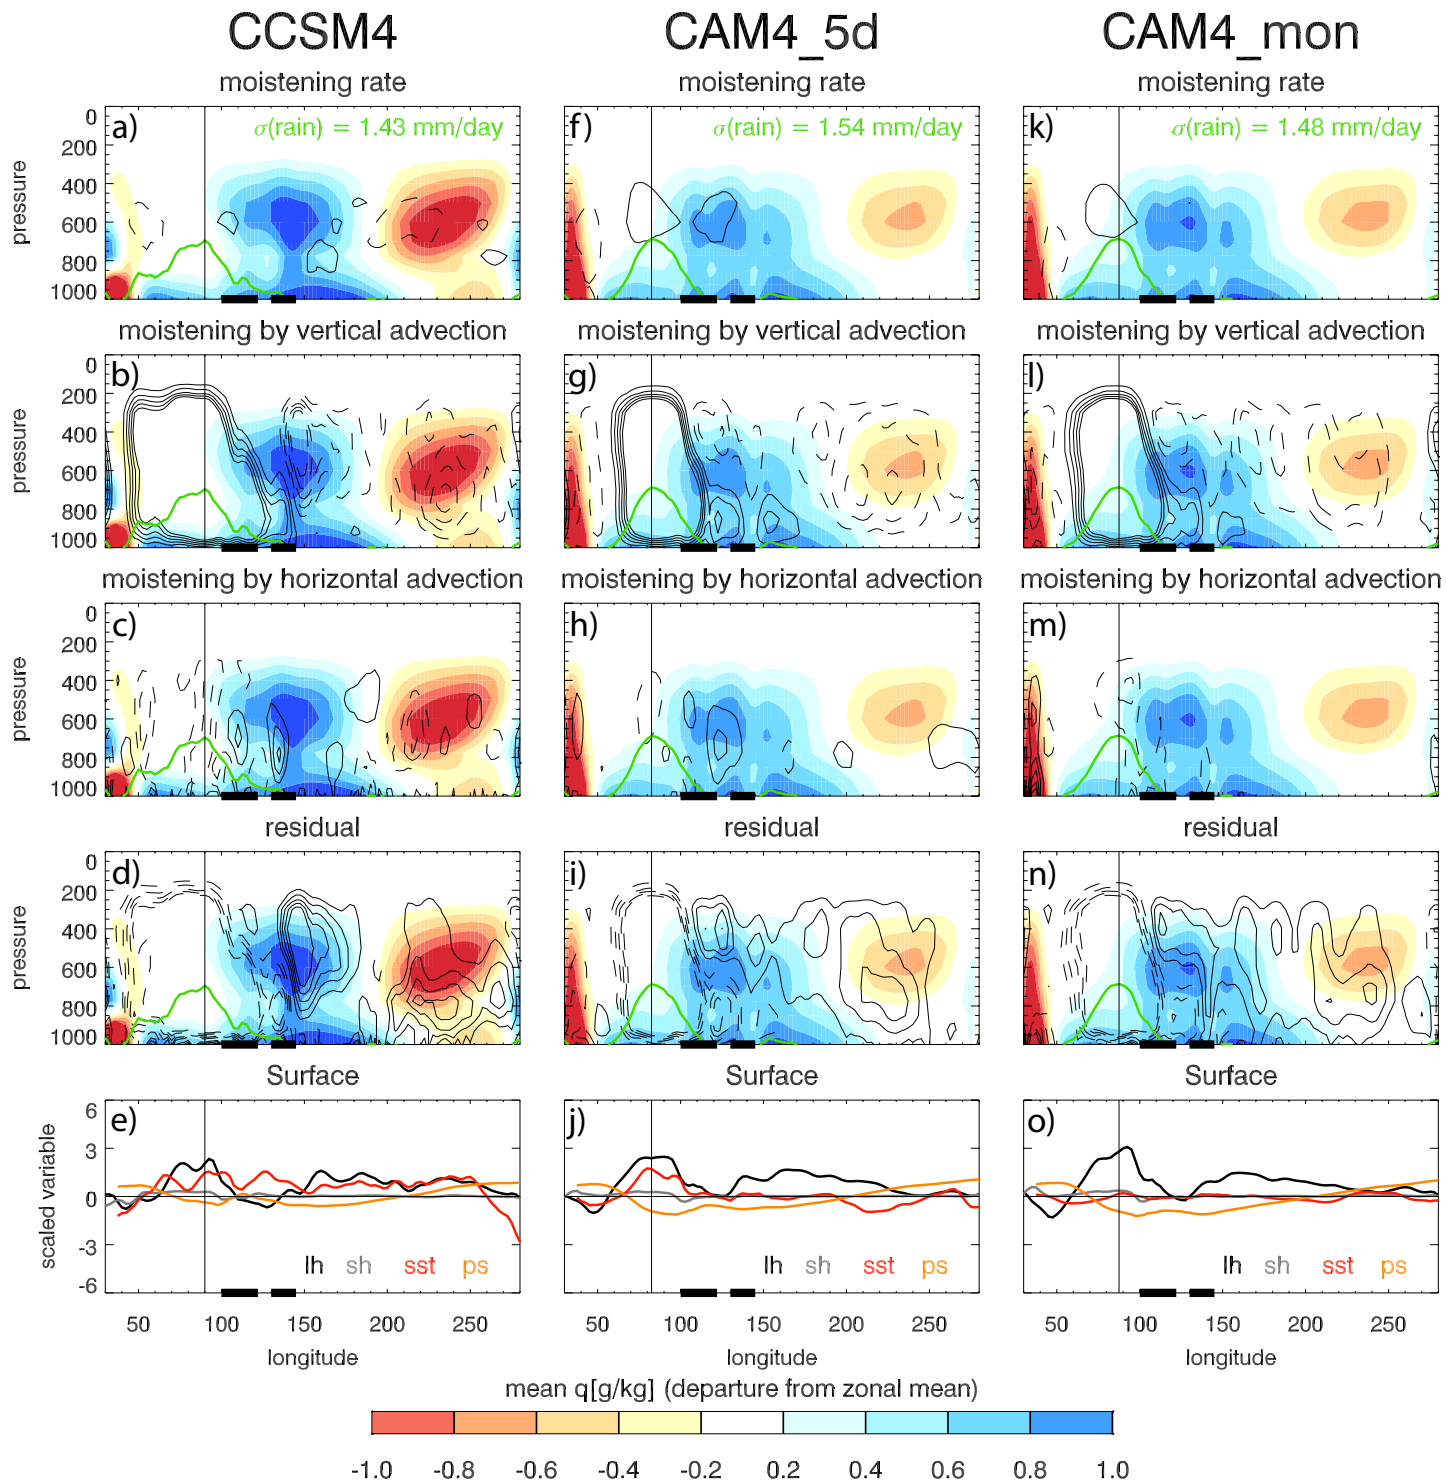 CCSM4 CAM4_5d CAM4_mon
moistening rate moistening rate moistening rate
a) σ(rain) = 1.43 mm/day f) σ(rain) = 1.54 mm/day k) σ(rain) = 1.48 mm/day
pressure
0
200
400
600
800
1000
moistening by vertical advection moistening by vertical advection moistening by vertical advection
b) g) l)
pressure
0
200
400
600
800
1000
moistening by horizontal advection moistening by horizontal advection moistening by horizontal advection
c) h) m)
pressure
0
200
400
600
800
1000
residual residual residual
d) i) n)
pressure
0
200
400
600
800
1000
Surface Surface Surface
e) j) o)
scaled variable
6
3
0
-3
-6
lh sh sst ps lh sh sst ps lh sh sst ps
50 100 150 200 250 50 100 150 200 250 50 100 150 200 250
longitude longitude longitude
mean q[g/kg] (departure from zonal mean)
-1.0 -0.8 -0.6 -0.4 -0.2 0.2 0.4 0.6 0.8 1.0